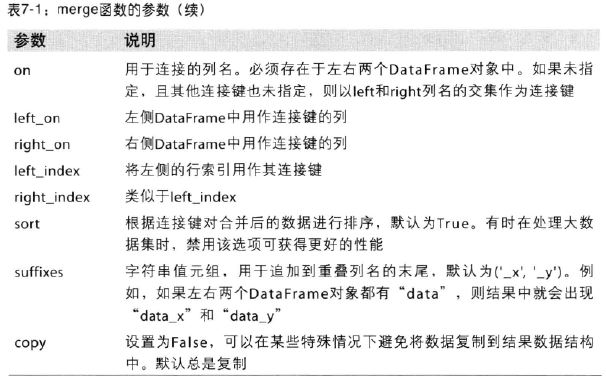 表7-1：merge函数的参数（续）
参数 说明
on 用于连接的列名。必须存在于左右两个DataFrame对象中。如果未指
定，且其他连接键也未指定，则以left和right列名的交集作为连接键
left_on 左侧DataFrame中用作连接键的列
right_on 右侧DataFrame中用作连接键的列
left_index 将左侧的行索引用作其连接键
right_index 类似于left_index
sort 根据连接键对合并后的数据进行排序，默认为True。有时在处理大数
据集时，禁用该选项可获得更好的性能
suffixes 字符串值元组，用于追加到重叠列名的末尾，默认为('_x', '_y')。例
如，如果左右两个DataFrame对象都有“data”，则结果中就会出现
“data_x”和“data_y”
copy 设置为False，可以在某些特殊情况下避免将数据复制到结果数据结构
中。默认总是复制